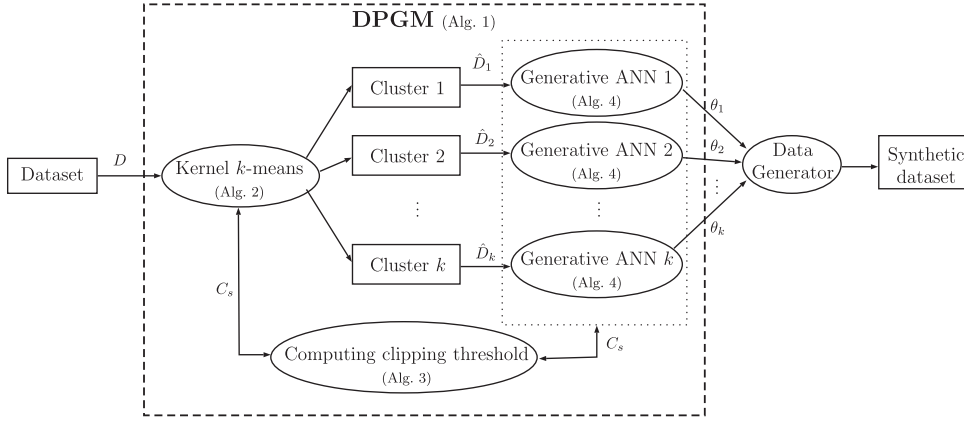 DPGM (Alg. 1)
Dataset
D
Kernel k-means
(Alg. 2)
Cluster 1
Cluster 2
⋮
Cluster k
D̂₁
D̂₂
D̂ₖ
Generative ANN 1
(Alg. 4)
Generative ANN 2
(Alg. 4)
⋮
Generative ANN k
(Alg. 4)
θ₁
θ₂
⋮
θₖ
Data
Generator
Synthetic
dataset
Cₛ
Computing clipping threshold
(Alg. 3)
Cₛ